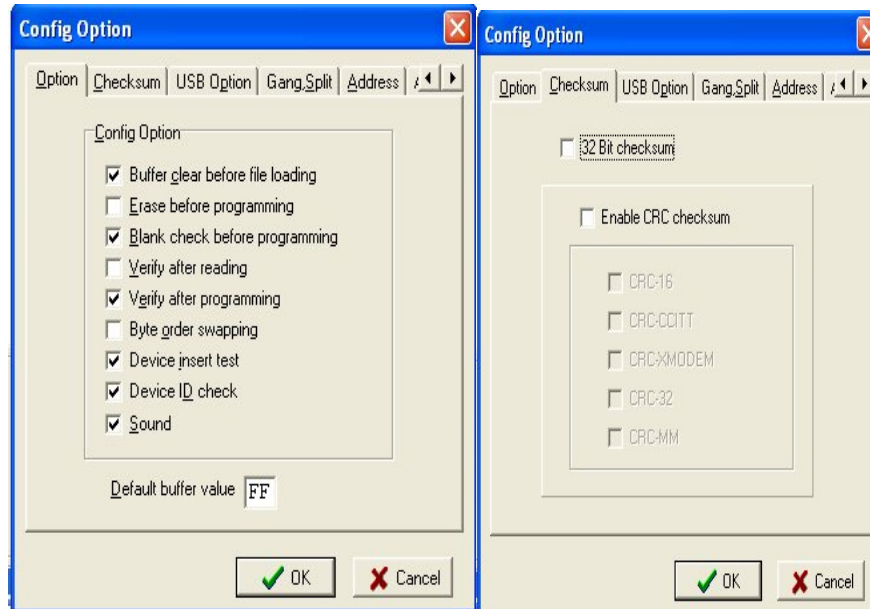 Config Option
Option Checksum USB Option Gang,Split Address
Config Option
Buffer clear before file loading
Erase before programming
Blank check before programming
Verify after reading
Verify after programming
Byte order swapping
Device insert test
Device ID check
Sound
Default buffer value FF
OK Cancel
Config Option
Option Checksum USB Option Gang,Split Address
32 Bit checksum
Enable CRC checksum
CRC-16
CRC-CCITT
CRC-XMODEM
CRC-32
CRC-MM
OK Cancel